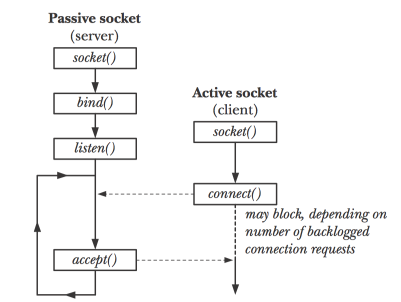 Passive socket
(server)
socket()
bind()
listen()
accept()
Active socket
(client)
socket()
connect()
may block, depending on
number of backlogged
connection requests